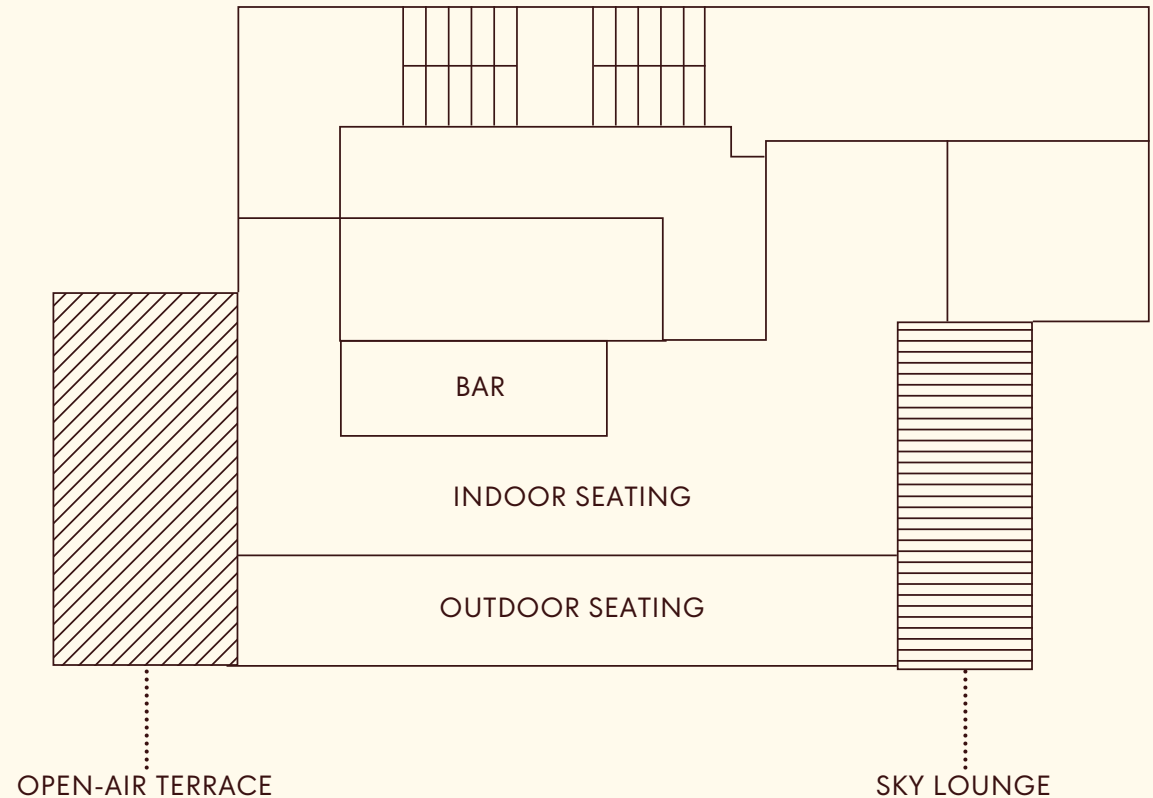 BAR
INDOOR SEATING
OUTDOOR SEATING
OPEN-AIR TERRACE
SKY LOUNGE